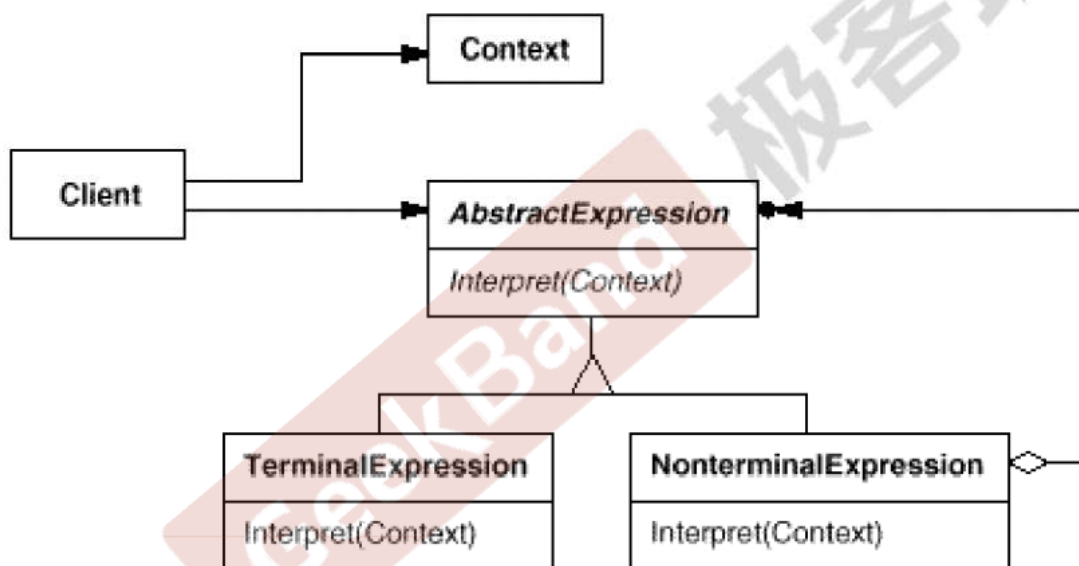 Context
Client
AbstractExpression
Interpret(Context)
TerminalExpression
NonterminalExpression
Interpret(Context)
Interpret(Context)
GeekBand
极客